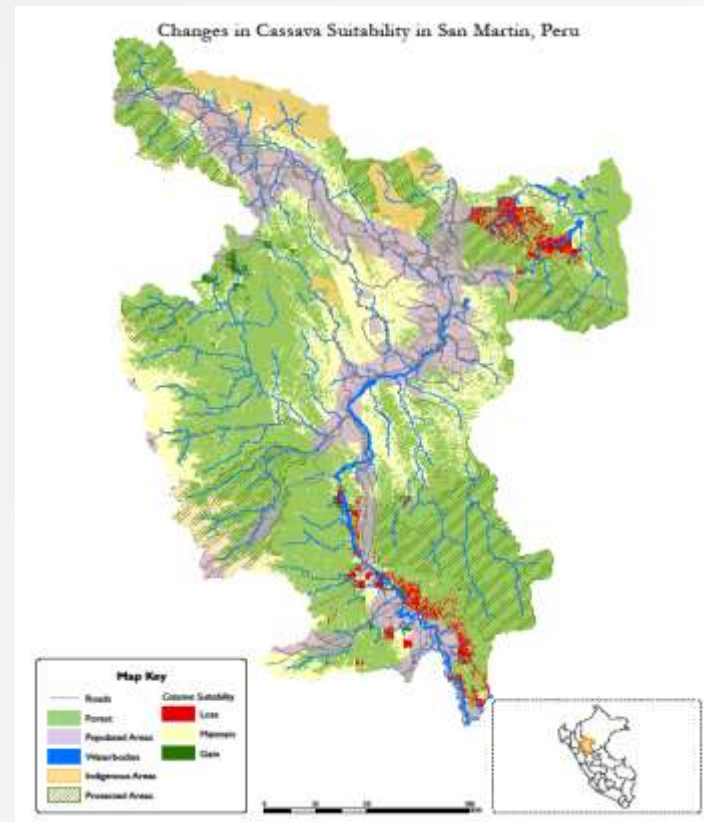 Changes in Cassava Suitability in San Martin, Peru
Map Key
Roads
Forest
Populated Areas
Waterbodies
Indigenous Areas
Protected Areas
Cassava Suitability
Loss
Maintain
Gain